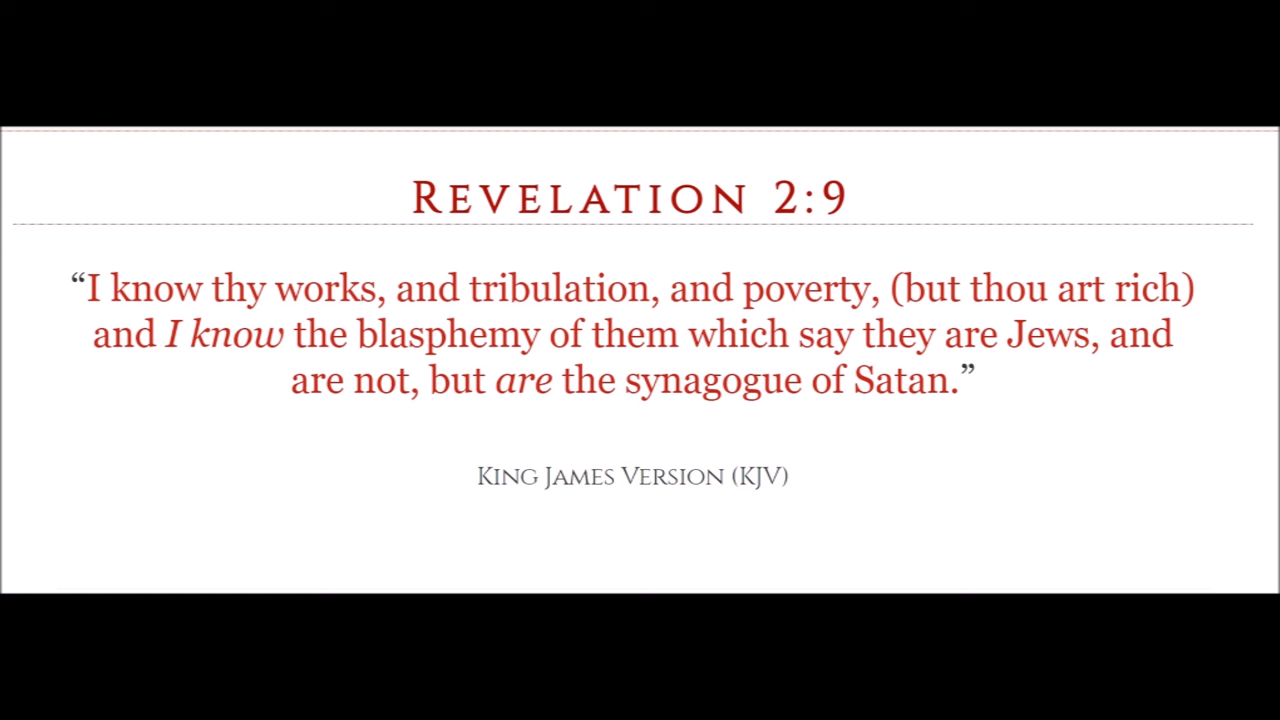 REVELATION 2:9
“I know thy works, and tribulation, and poverty, (but thou art rich)
and I know the blasphemy of them which say they are Jews, and
are not, but are the synagogue of Satan.”
KING JAMES VERSION (KJV)